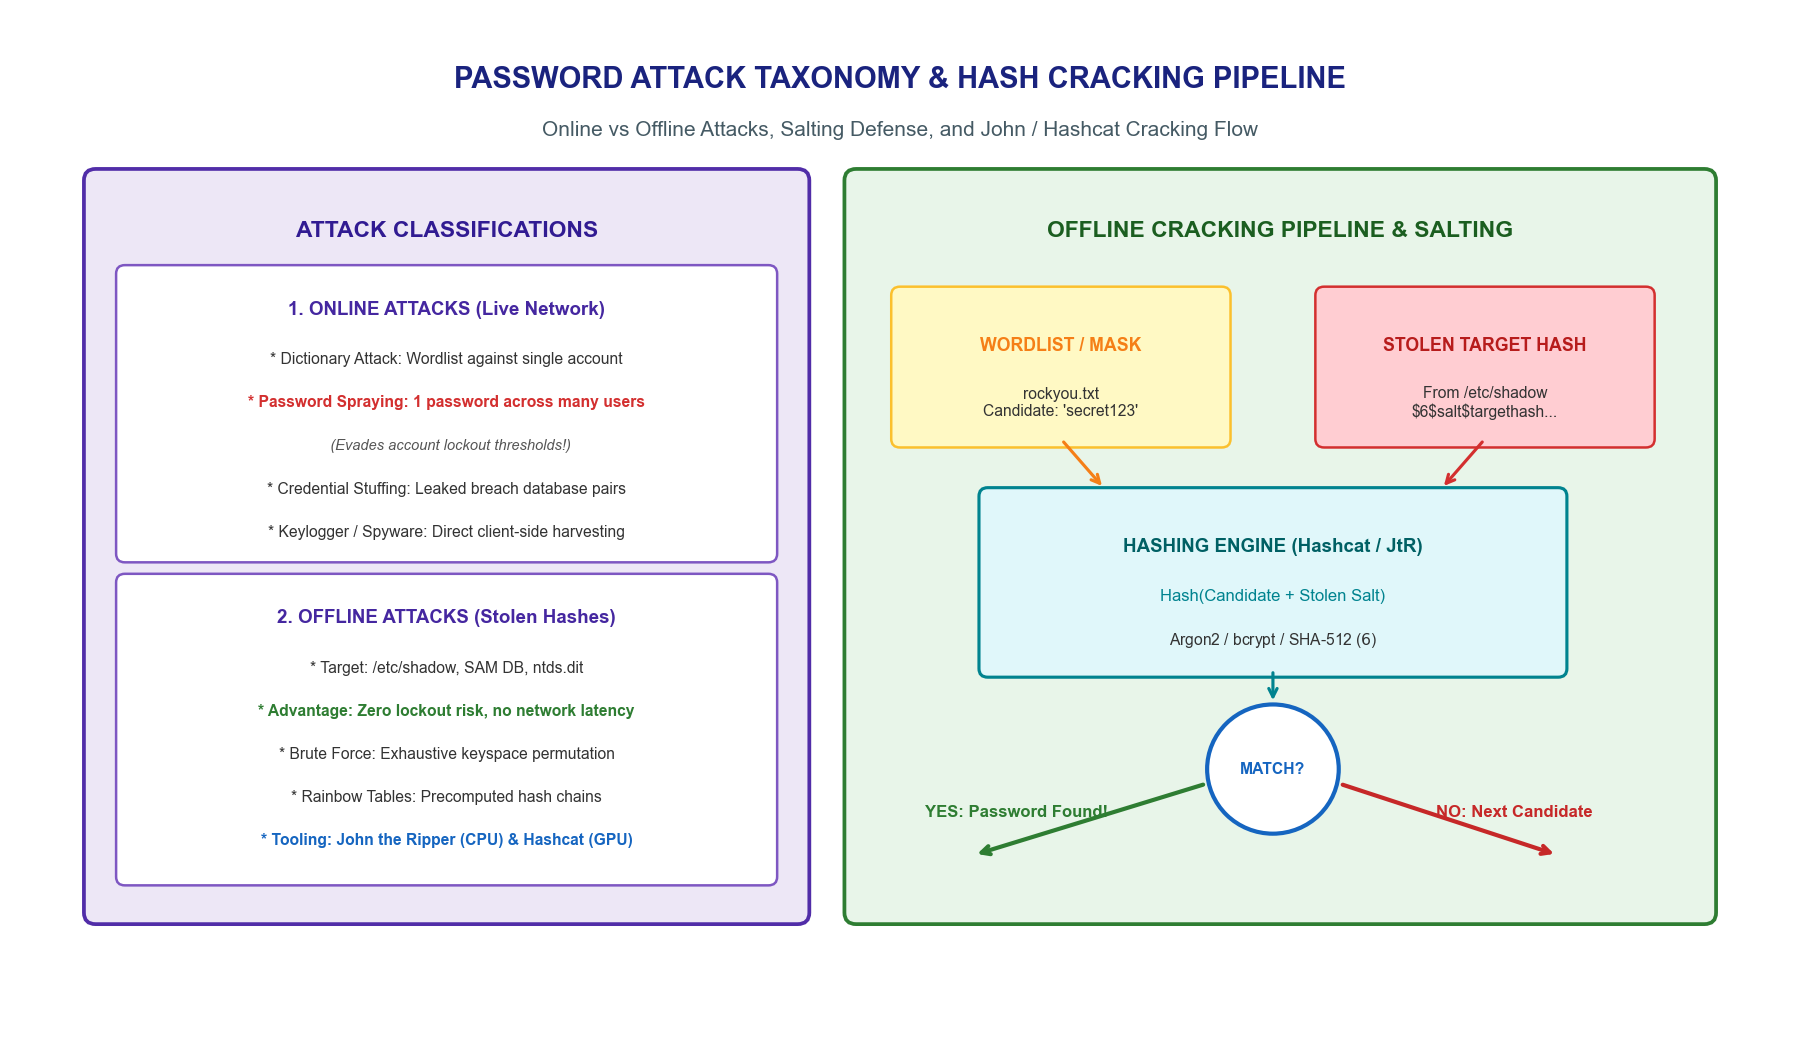 PASSWORD ATTACK TAXONOMY & HASH CRACKING PIPELINE
Online vs Offline Attacks, Salting Defense, and John / Hashcat Cracking Flow
ATTACK CLASSIFICATIONS
1. ONLINE ATTACKS (Live Network)
* Dictionary Attack: Wordlist against single account
* Password Spraying: 1 password across many users
(Evades account lockout thresholds!)
* Credential Stuffing: Leaked breach database pairs
* Keylogger / Spyware: Direct client-side harvesting
2. OFFLINE ATTACKS (Stolen Hashes)
* Target: /etc/shadow, SAM DB, ntds.dit
* Advantage: Zero lockout risk, no network latency
* Brute Force: Exhaustive keyspace permutation
* Rainbow Tables: Precomputed hash chains
* Tooling: John the Ripper (CPU) & Hashcat (GPU)
OFFLINE CRACKING PIPELINE & SALTING
WORDLIST / MASK
rockyou.txt
Candidate: 'secret123'
STOLEN TARGET HASH
From /etc/shadow
$6$salt$targethash...
HASHING ENGINE (Hashcat / JtR)
Hash(Candidate + Stolen Salt)
Argon2 / bcrypt / SHA-512 (6)
MATCH?
YES: Password Found!
NO: Next Candidate